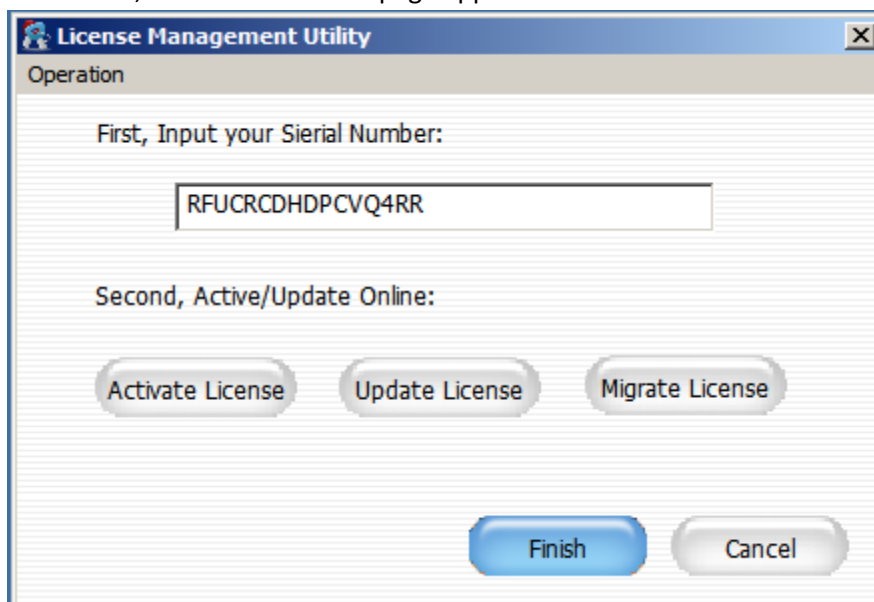 License Management Utility
Operation
First, Input your Sierial Number:
RFUCRCDHDPCVQ4RR
Second, Active/Update Online:
Activate License Update License Migrate License
Finish Cancel